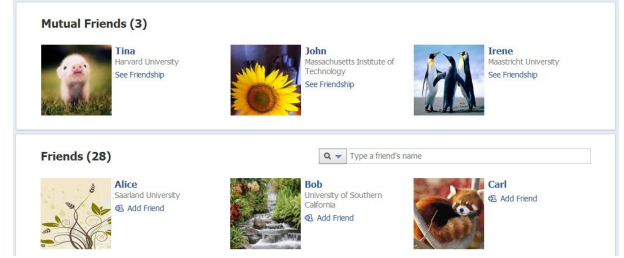 Mutual Friends (3)
Tina
Harvard University
See Friendship
John
Massachusetts Institute of
Technology
See Friendship
Irene
Maastricht University
See Friendship
Friends (28)
Type a friend's name
Alice
Saarland University
Add Friend
Bob
University of Southern
California
Add Friend
Carl
Add Friend